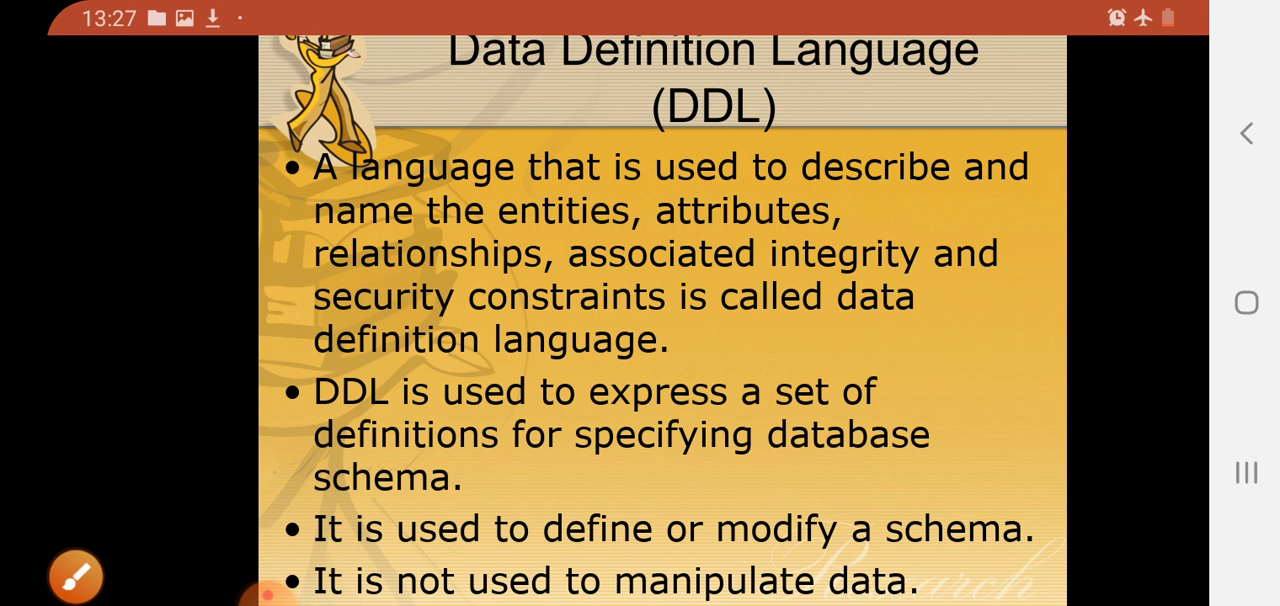 13:27
Data Definition Language
(DDL)
• A language that is used to describe and
name the entities, attributes,
relationships, associated integrity and
security constraints is called data
definition language.
• DDL is used to express a set of
definitions for specifying database
schema.
• It is used to define or modify a schema.
• It is not used to manipulate data.
Research